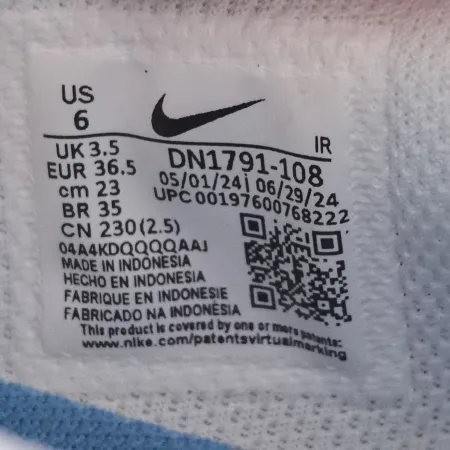 US
6
IR
UK 3.5
EUR 36.5
cm 23
BR 35
CN 230(2.5)
DN1791-108
05/01/24| 06/29/24
UPC 00197600768222
04A4KDQQQQAAJ
MADE IN INDONESIA
HECHO EN INDONESIA
FABRIQUE EN INDONESIE
FABRICADO NA INDONESIA
This product is covered by one or more patents:
www.nike.com/patentsvirtualmarking